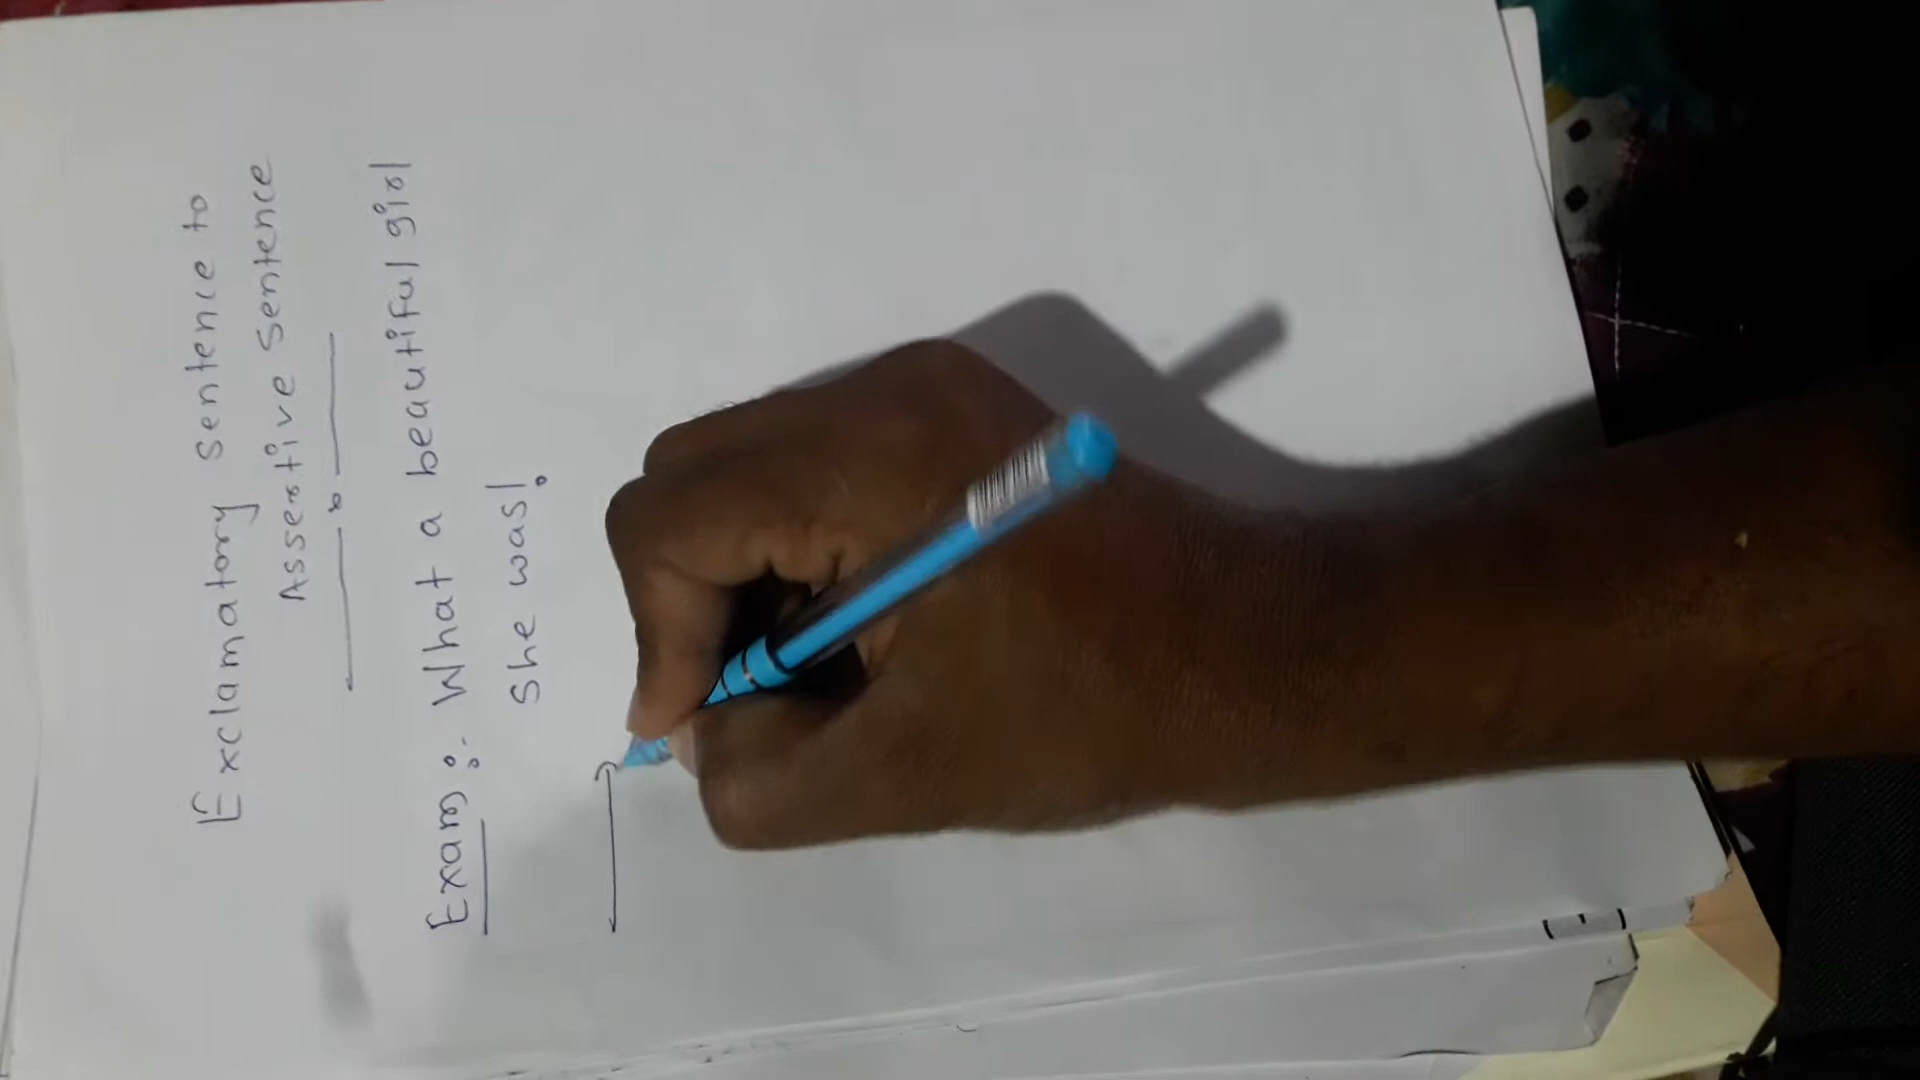 Exclamatory sentence to
Assertive sentence
Exam:- What a beautiful girl
she was!